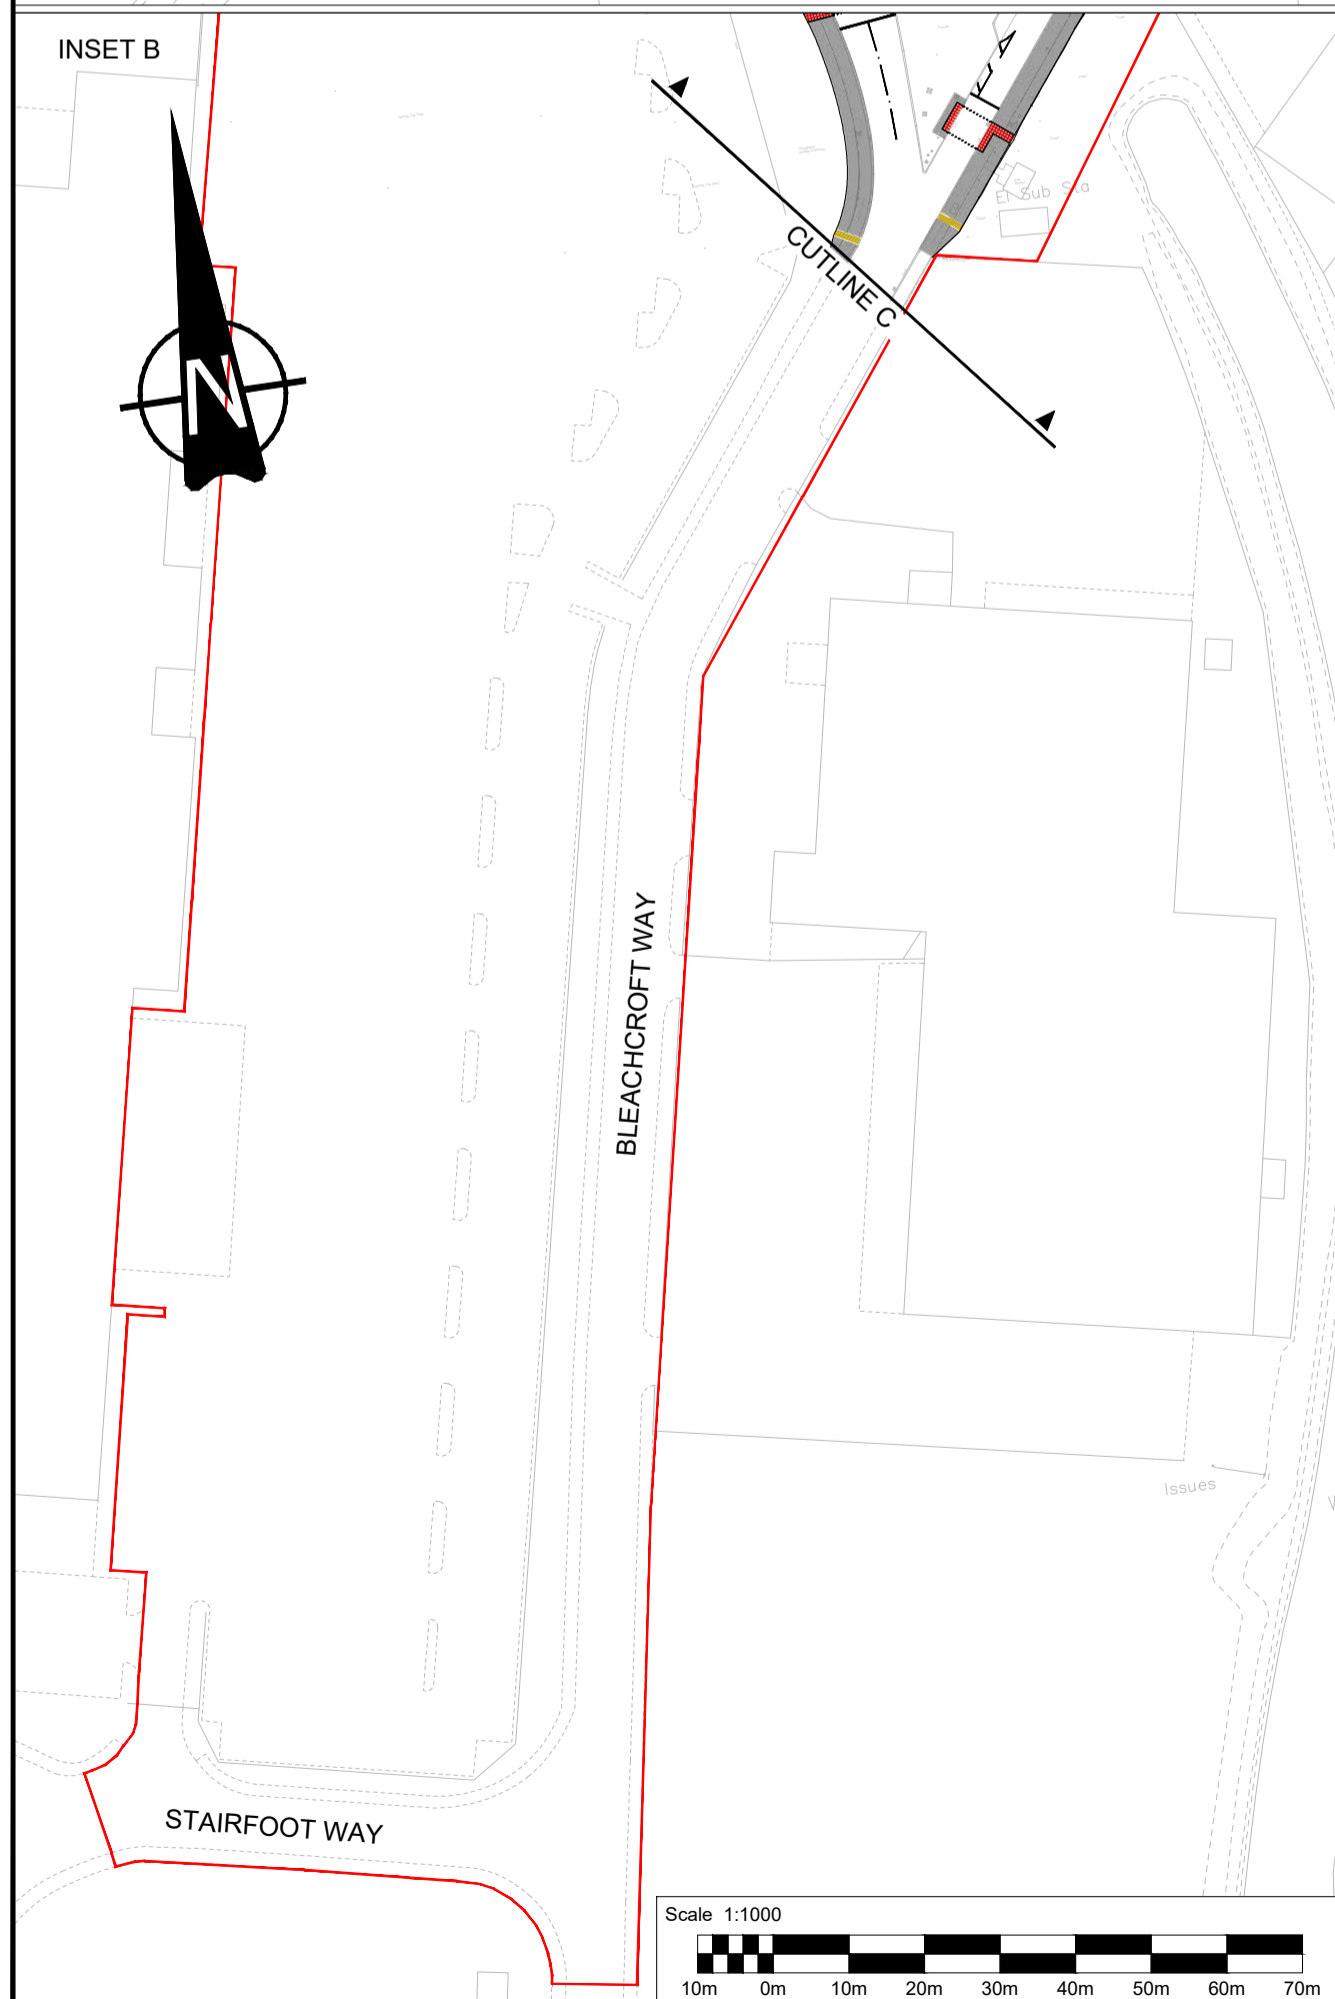 INSET B
N
El Sub Sta
CUTLINE C
BLEACHCROFT WAY
Issues
STAIRFOOT WAY
Scale 1:1000
10m 0m 10m 20m 30m 40m 50m 60m 70m